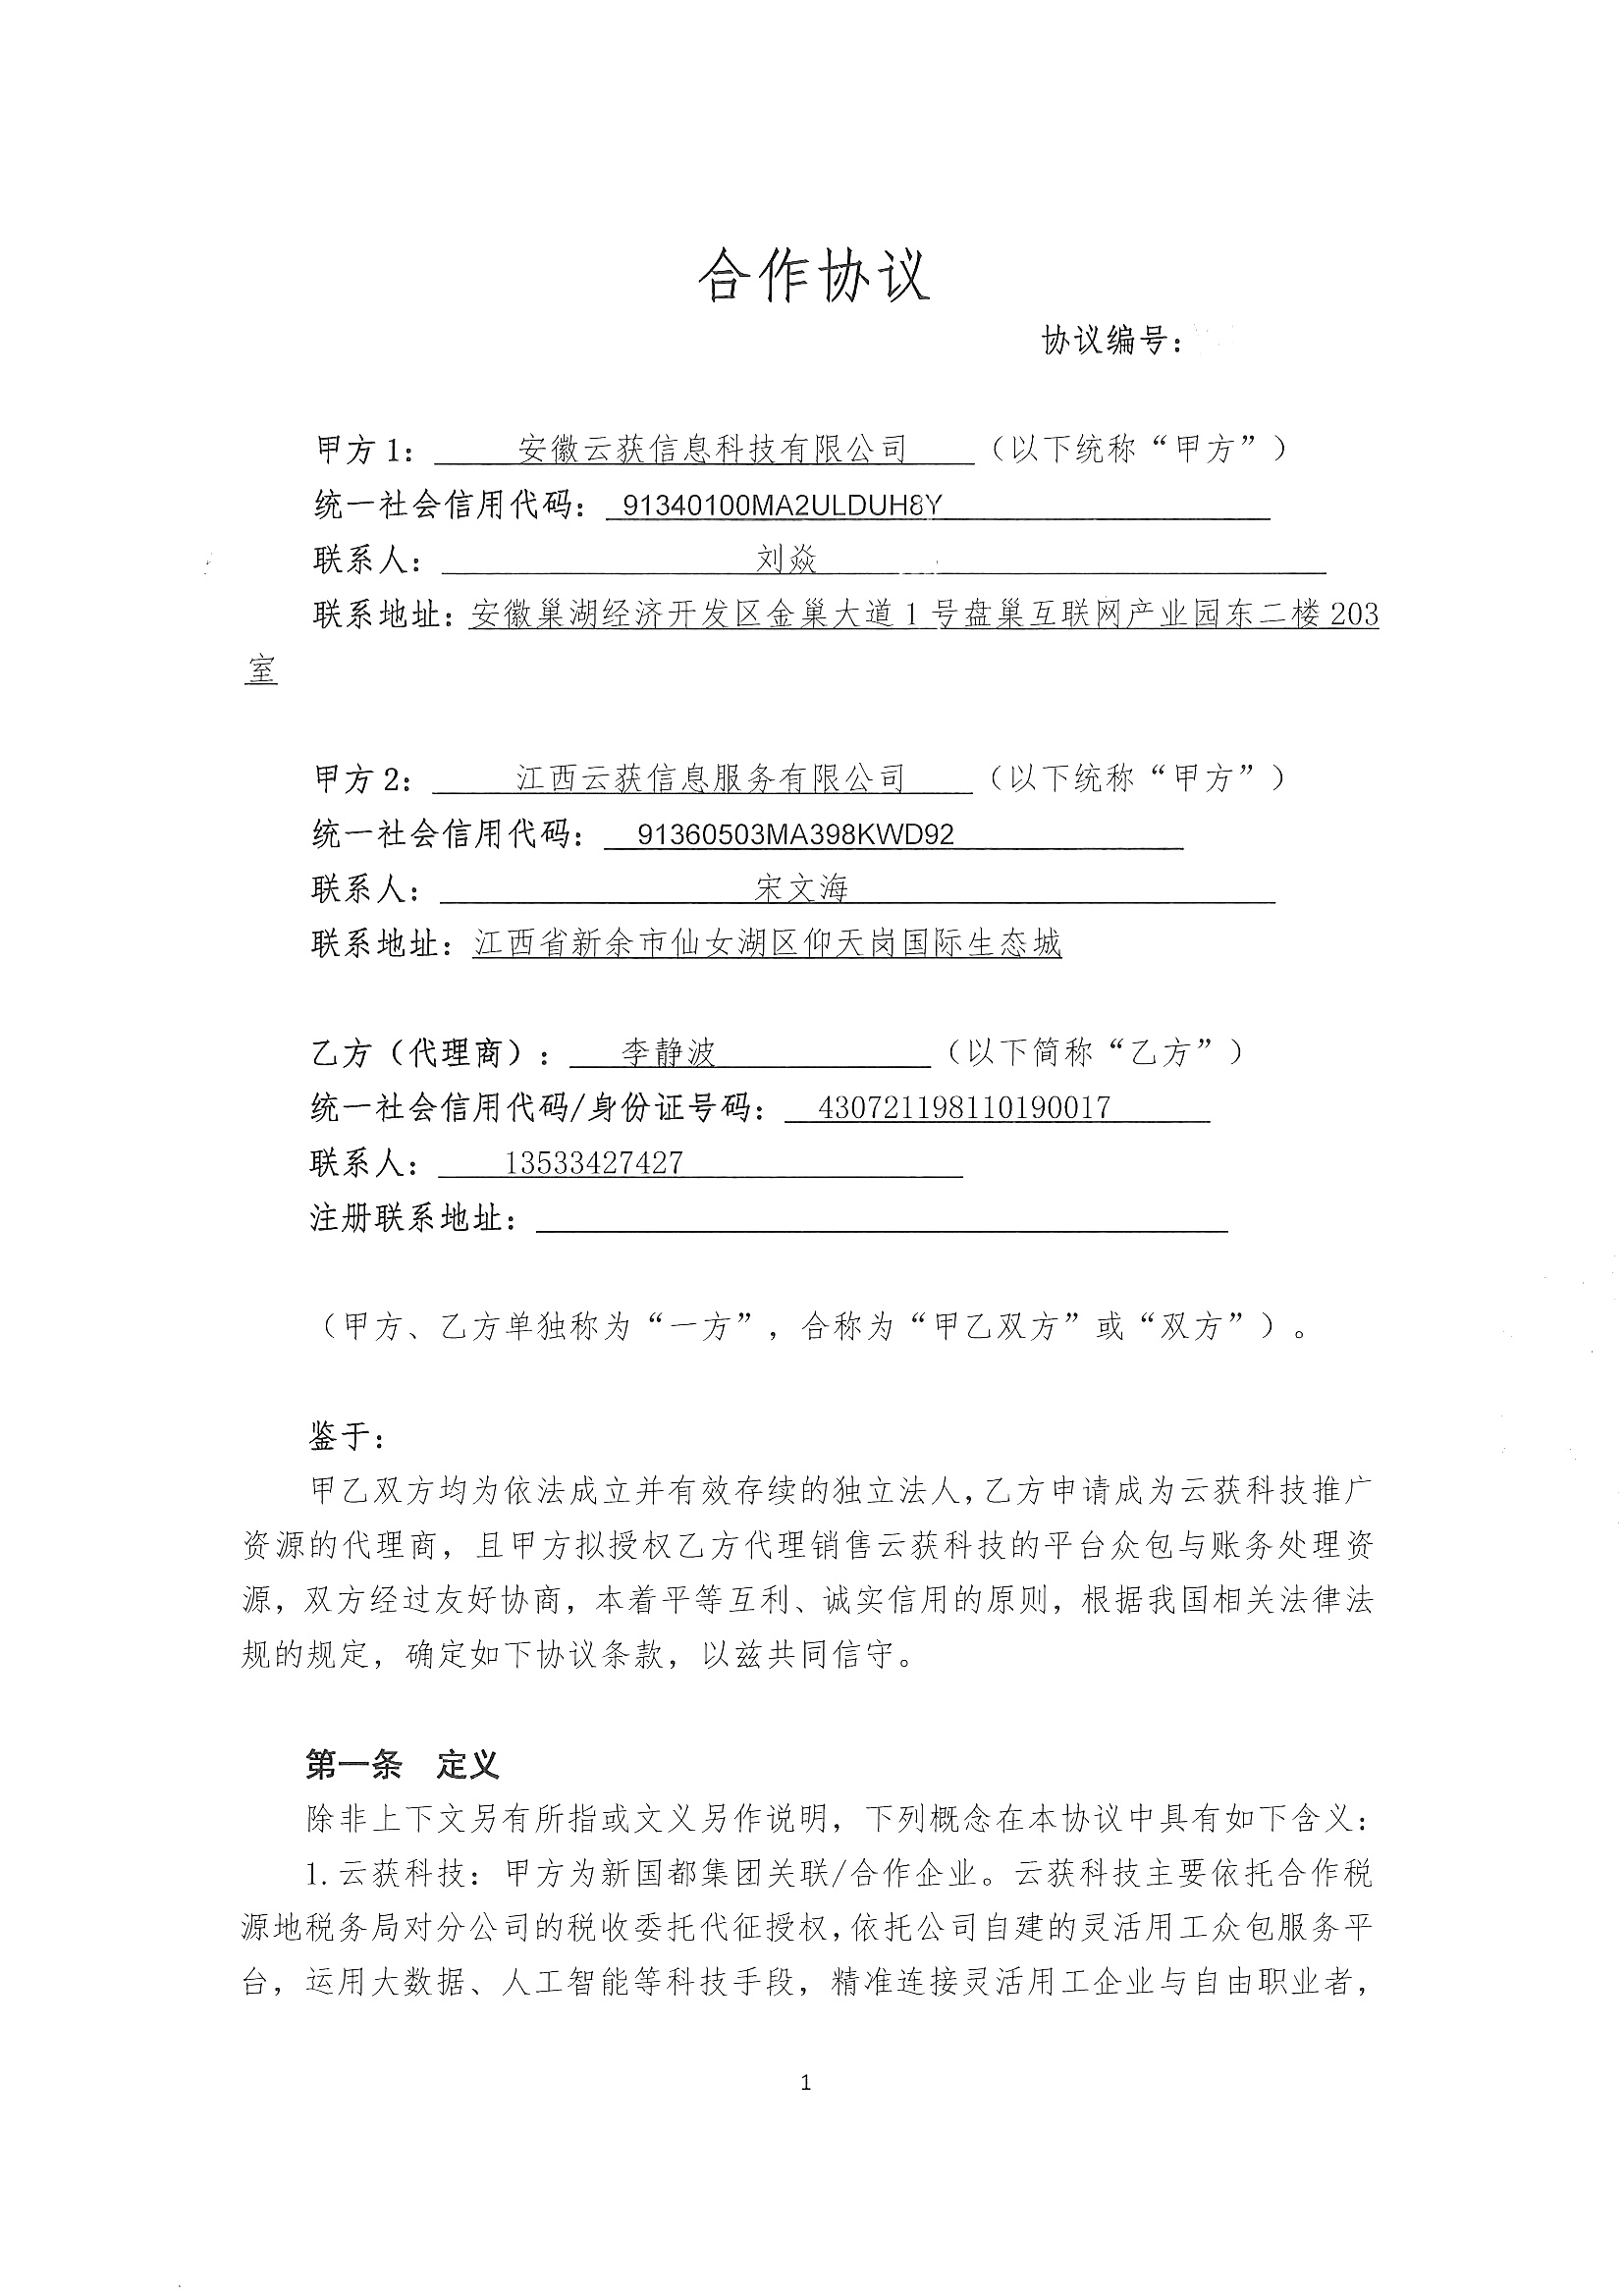 合作协议
协议编号：
甲方1： 安徽云获信息科技有限公司 （以下统称“甲方”）
统一社会信用代码： 91340100MA2ULDUH8Y
联系人： 刘焱
联系地址：安徽巢湖经济开发区金巢大道1号盘巢互联网产业园东二楼203
室
甲方2： 江西云获信息服务有限公司 （以下统称“甲方”）
统一社会信用代码： 91360503MA398KWD92
联系人： 宋文海
联系地址：江西省新余市仙女湖区仰天岗国际生态城
乙方（代理商）： 李静波 （以下简称“乙方”）
统一社会信用代码/身份证号码： 430721198110190017
联系人： 13533427427
注册联系地址：
（甲方、乙方单独称为“一方”，合称为“甲乙双方”或“双方”）。
鉴于：
甲乙双方均为依法成立并有效存续的独立法人，乙方申请成为云获科技推广
资源的代理商，且甲方拟授权乙方代理销售云获科技的平台众包与账务处理资
源，双方经过友好协商，本着平等互利、诚实信用的原则，根据我国相关法律法
规的规定，确定如下协议条款，以兹共同信守。
第一条 定义
除非上下文另有所指或文义另作说明，下列概念在本协议中具有如下含义：
1.云获科技：甲方为新国都集团关联/合作企业。云获科技主要依托合作税
源地税务局对分公司的税收委托代征授权，依托公司自建的灵活用工众包服务平
台，运用大数据、人工智能等科技手段，精准连接灵活用工企业与自由职业者，
1